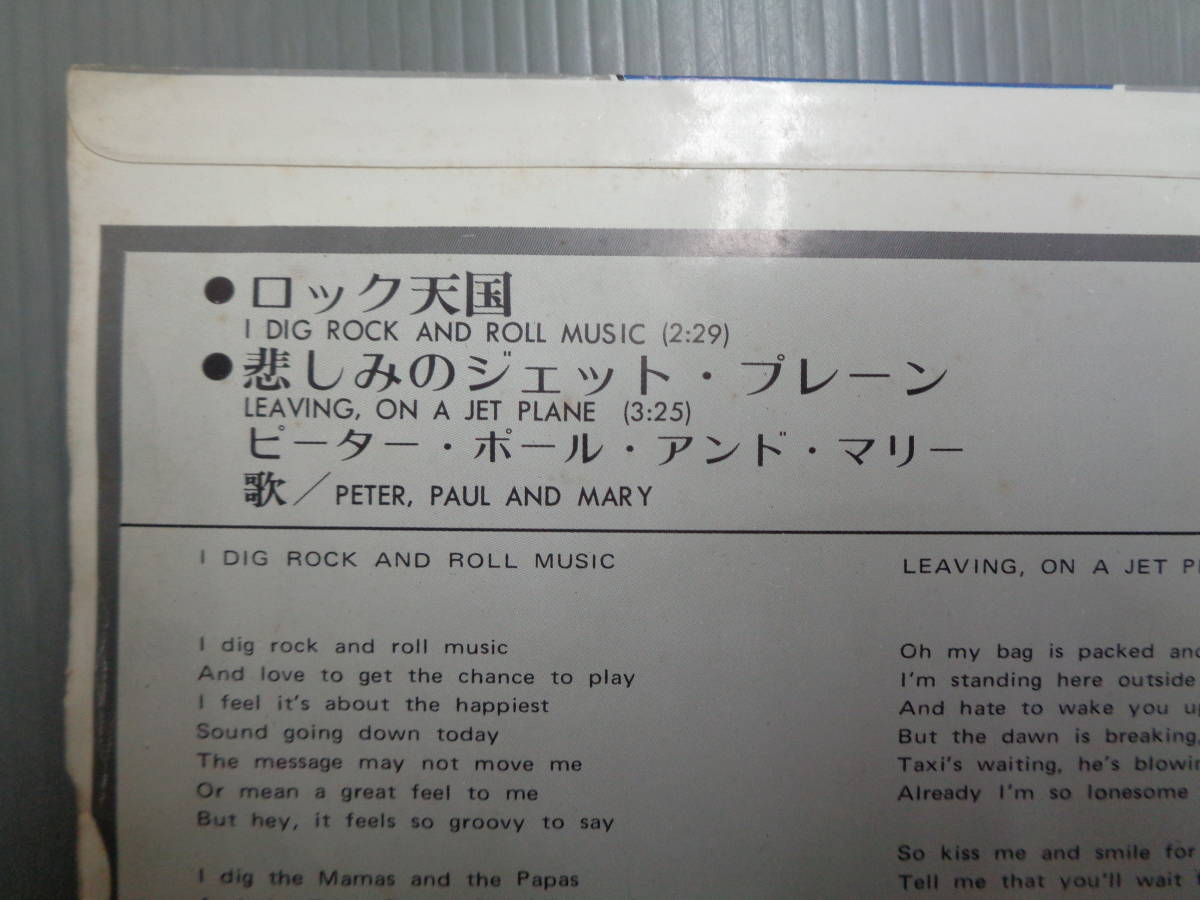 ●ロック天国
I DIG ROCK AND ROLL MUSIC (2:29)
●悲しみのジェット・プレーン
LEAVING, ON A JET PLANE (3:25)
ピーター・ポール・アンド・マリー
歌／PETER, PAUL AND MARY
I DIG ROCK AND ROLL MUSIC
I dig rock and roll music
And love to get the chance to play
I feel it's about the happiest
Sound going down today
The message may not move me
Or mean a great feel to me
But hey, it feels so groovy to say
I dig the Mamas and the Papas
LEAVING, ON A JET
Oh my bag is packed
I'm standing here outside
And hate to wake you
But the dawn is breaking,
Taxi's waiting, he's
Already I'm so lonesome
So kiss me and smile for
Tell me that you'll wait